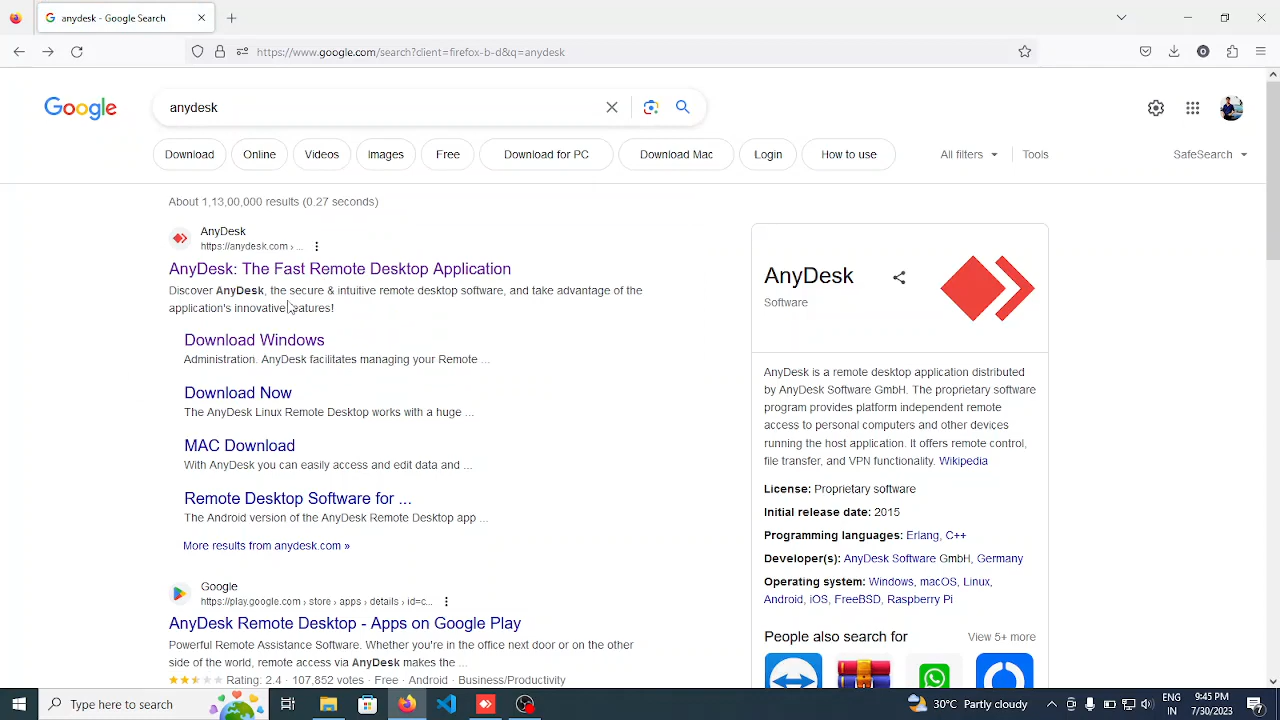 anydesk - Google Search
https://www.google.com/search?client=firefox-b-d&q=anydesk
Google
anydesk
Download
Online
Videos
Images
Free
Download for PC
Download Mac
Login
How to use
All filters
Tools
SafeSearch
About 1,13,00,000 results (0.27 seconds)
AnyDesk
https://anydesk.com › ...
AnyDesk: The Fast Remote Desktop Application
Discover AnyDesk, the secure & intuitive remote desktop software, and take advantage of the
application's innovative features!
Download Windows
Administration. AnyDesk facilitates managing your Remote ...
Download Now
The AnyDesk Linux Remote Desktop works with a huge ...
MAC Download
With AnyDesk you can easily access and edit data and ...
Remote Desktop Software for ...
The Android version of the AnyDesk Remote Desktop app ...
More results from anydesk.com »
Google
https://play.google.com › store › apps › details › id=c...
AnyDesk Remote Desktop - Apps on Google Play
Powerful Remote Assistance Software. Whether you're in the office next door or on the other
side of the world, remote access via AnyDesk makes the ...
Rating: 2.4 · 107,852 votes · Free · Android · Business/Productivity
AnyDesk
Software
AnyDesk is a remote desktop application distributed
by AnyDesk Software GmbH. The proprietary software
program provides platform independent remote
access to personal computers and other devices
running the host application. It offers remote control,
file transfer, and VPN functionality. Wikipedia
License: Proprietary software
Initial release date: 2015
Programming languages: Erlang, C++
Developer(s): AnyDesk Software GmbH, Germany
Operating system: Windows, macOS, Linux,
Android, iOS, FreeBSD, Raspberry Pi
People also search for
View 5+ more
Type here to search
30°C Partly cloudy
ENG
IN
9:45 PM
7/30/2023